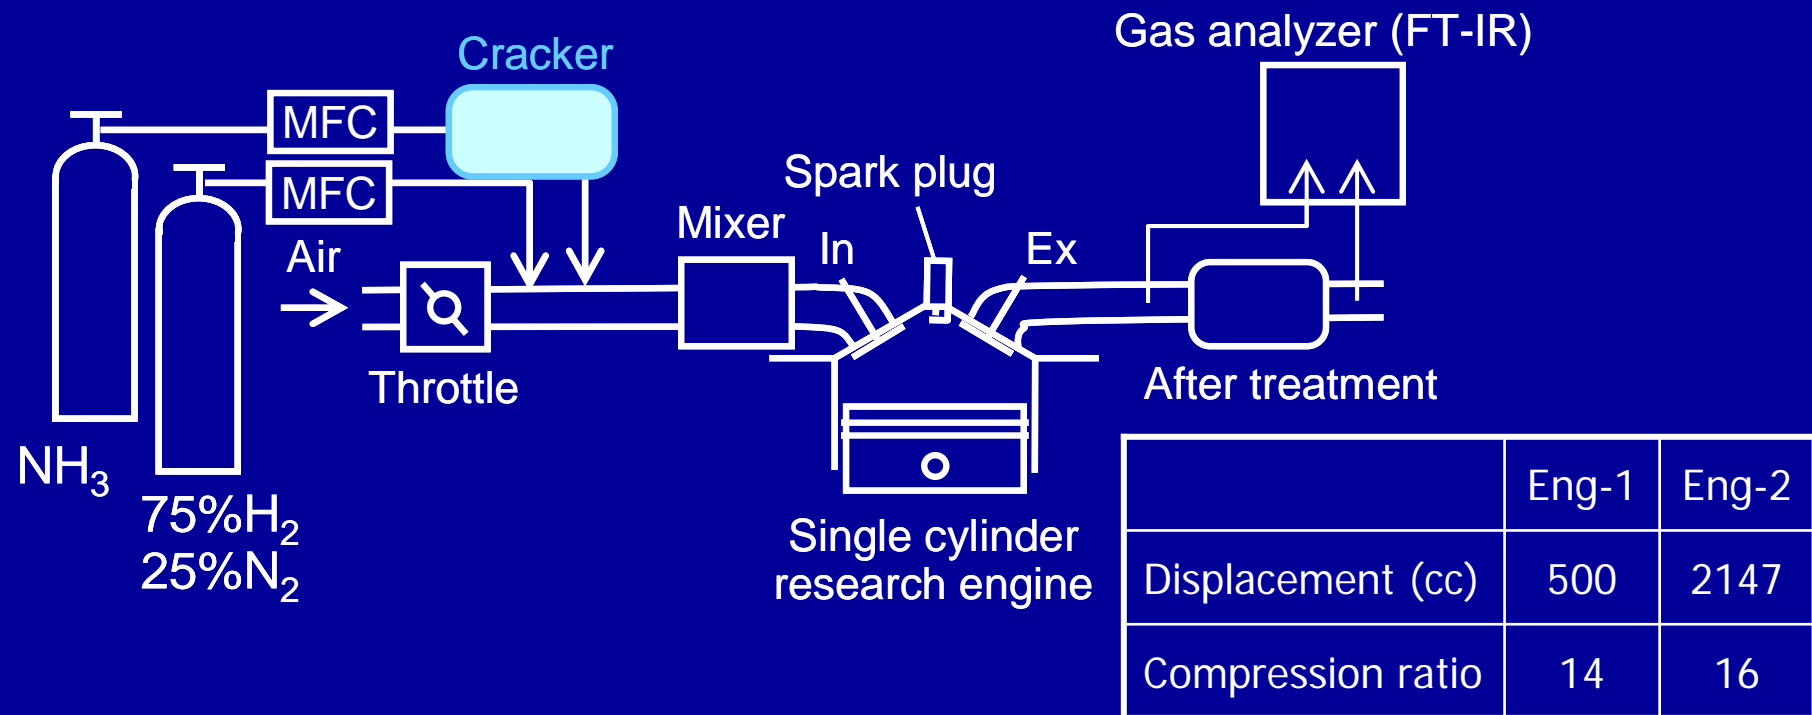 Gas analyzer (FT-IR)
Cracker
MFC
MFC
Spark plug
Mixer
Air
In
Ex
Throttle
After treatment
NH₃
75%H₂
25%N₂
Single cylinder
research engine
Eng-1 Eng-2
Displacement (cc) 500 2147
Compression ratio 14 16